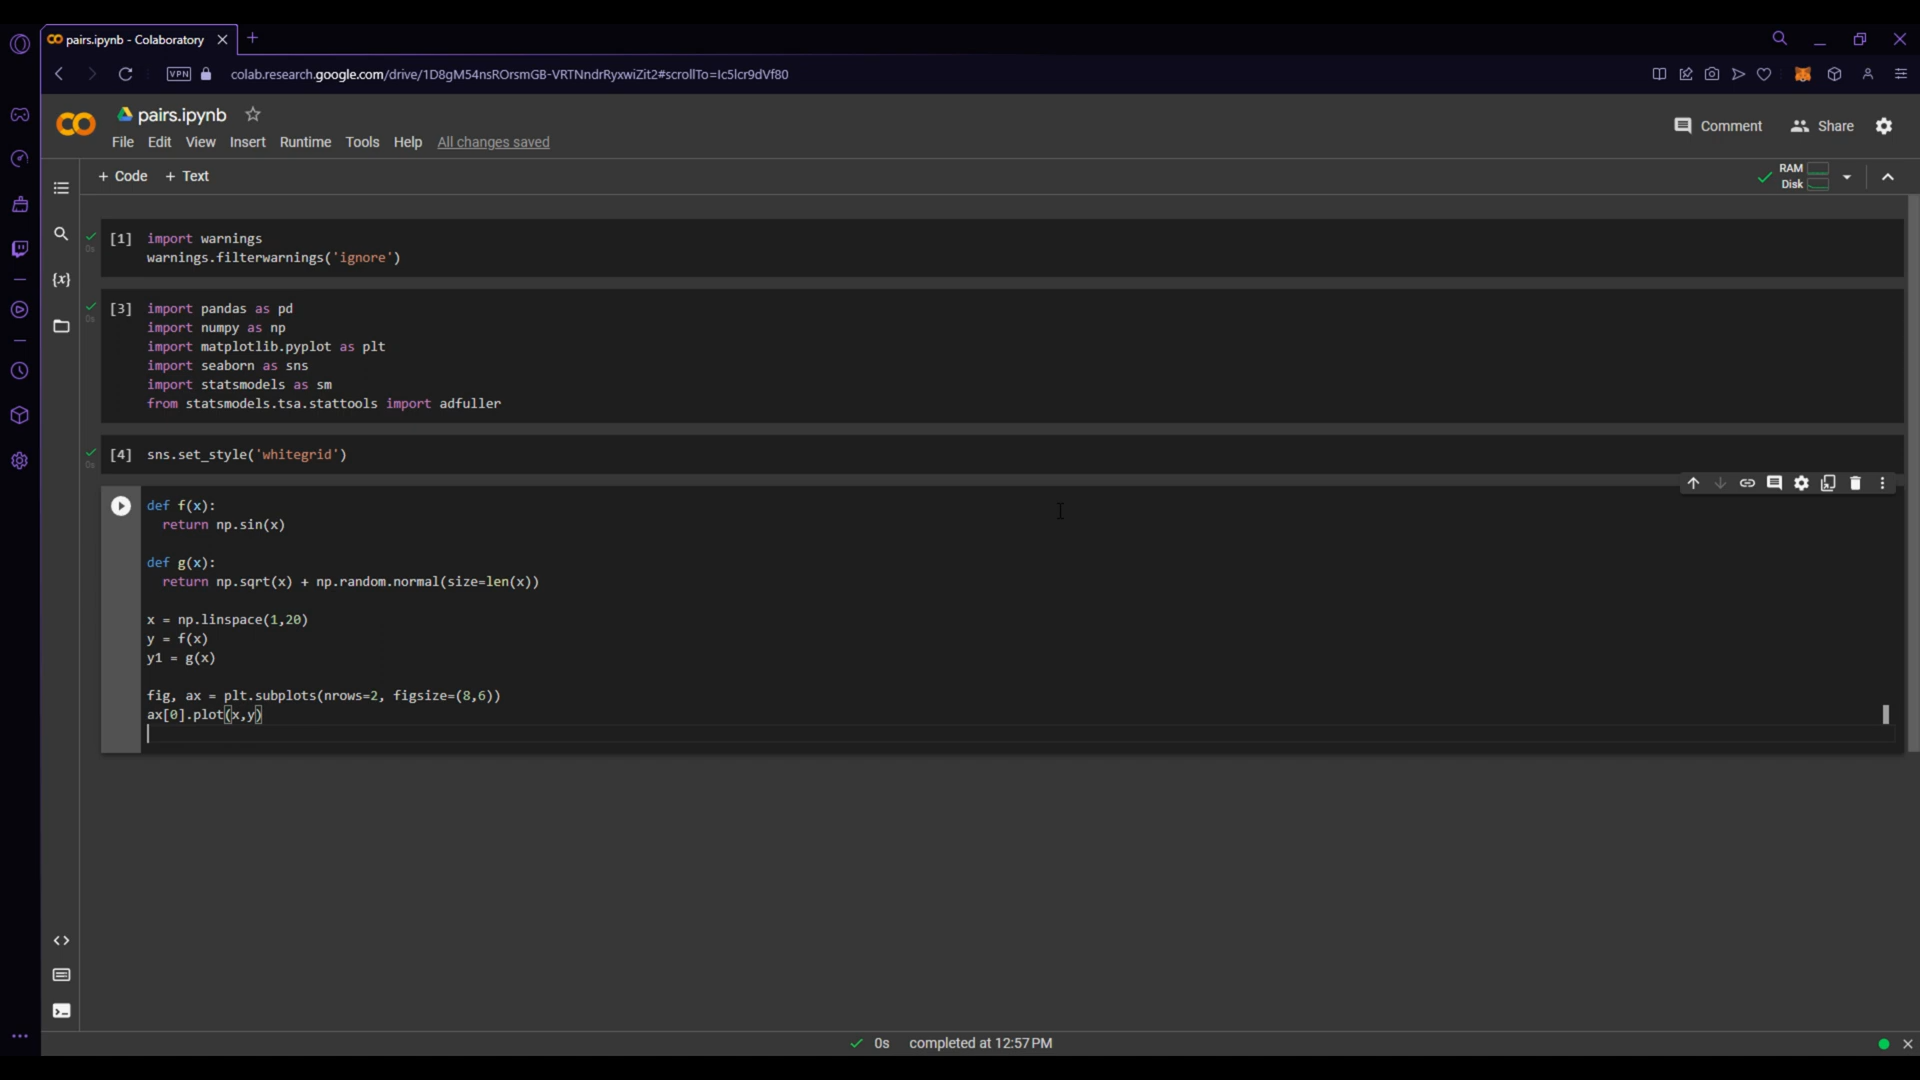 pairs.ipynb - Colaboratory
VPN colab.research.google.com/drive/1D8gM54nsROrsmGB-VRTNndrRyxwiZit2#scrollTo=Ic5Icr9dVf80
pairs.ipynb
File Edit View Insert Runtime Tools Help All changes saved
Comment Share
+ Code + Text
RAM
Disk
[1] import warnings
0s warnings.filterwarnings('ignore')
[3] import pandas as pd
0s import numpy as np
import matplotlib.pyplot as plt
import seaborn as sns
import statsmodels as sm
from statsmodels.tsa.stattools import adfuller
[4] sns.set_style('whitegrid')
0s
def f(x):
return np.sin(x)
def g(x):
return np.sqrt(x) + np.random.normal(size=len(x))
x = np.linspace(1,20)
y = f(x)
y1 = g(x)
fig, ax = plt.subplots(nrows=2, figsize=(8,6))
ax[0].plot(x,y)
0s completed at 12:57 PM